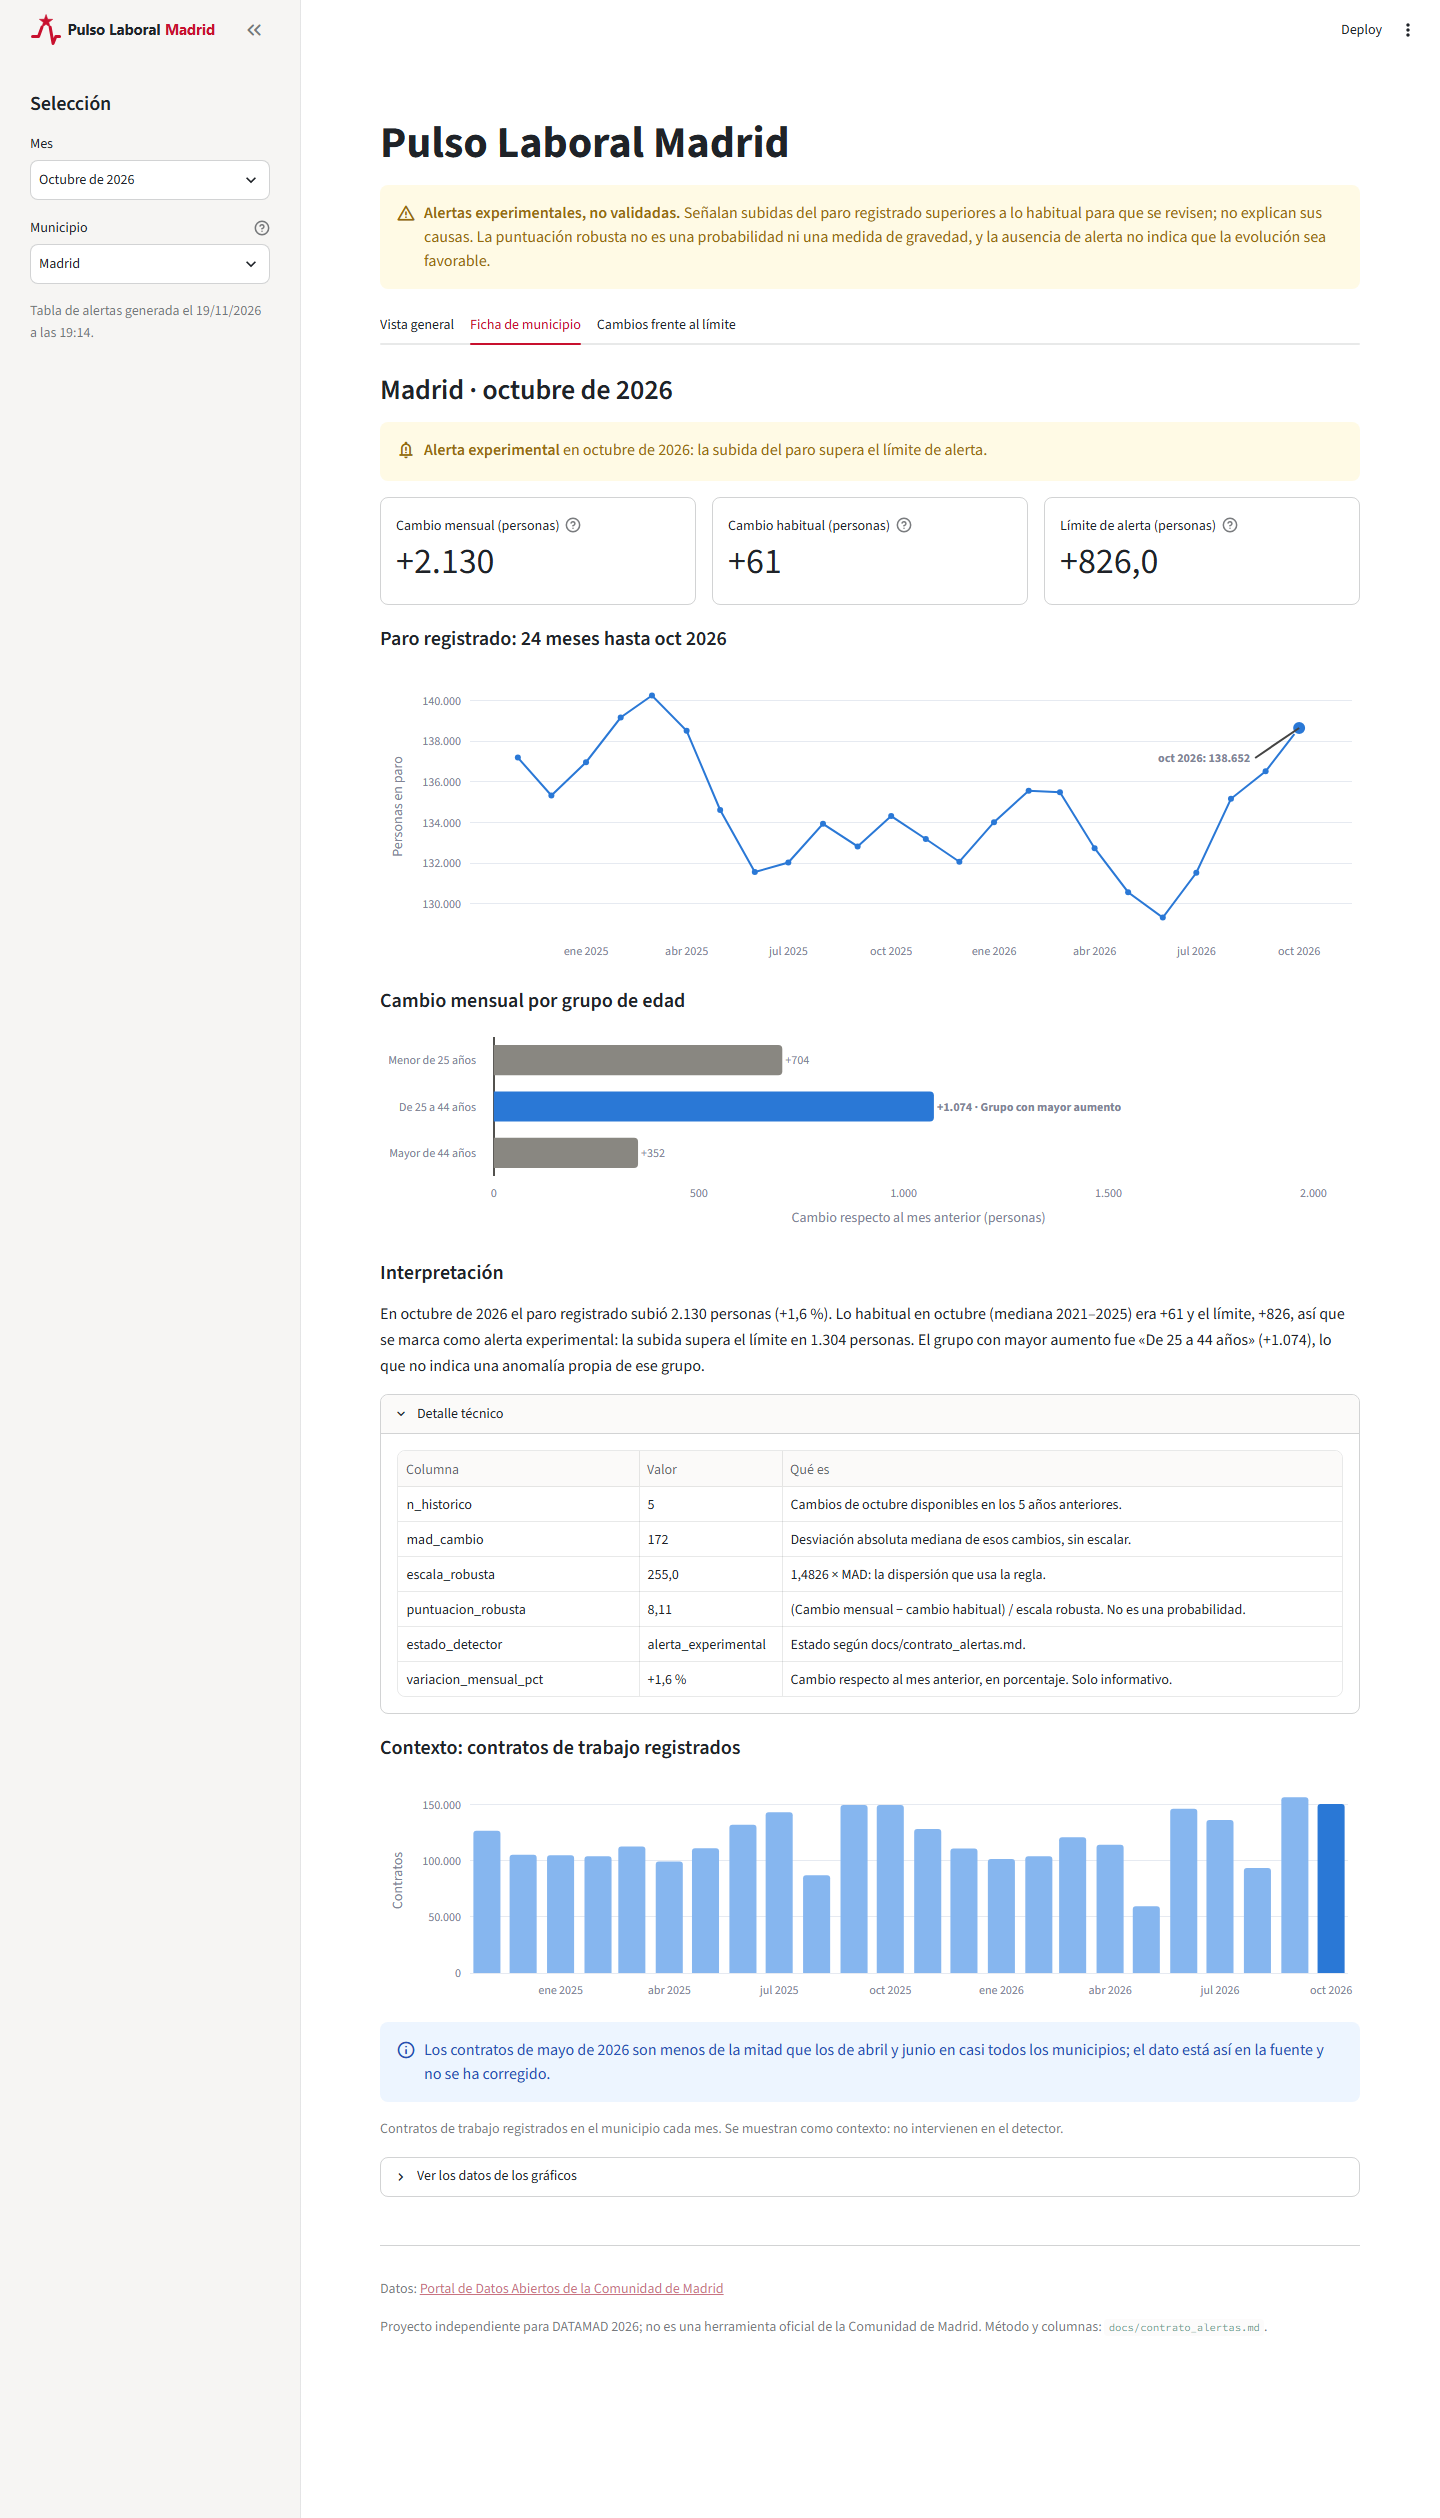 Pulso Laboral Madrid
Deploy
Selección
Mes
Octubre de 2026
Municipio
Madrid
Tabla de alertas generada el 19/11/2026
a las 19:14.
Pulso Laboral Madrid
Alertas experimentales, no validadas. Señalan subidas del paro registrado superiores a lo habitual para que se revisen; no explican sus
causas. La puntuación robusta no es una probabilidad ni una medida de gravedad, y la ausencia de alerta no indica que la evolución sea
favorable.
Vista general Ficha de municipio Cambios frente al límite
Madrid · octubre de 2026
Alerta experimental en octubre de 2026: la subida del paro supera el límite de alerta.
Cambio mensual (personas)
+2.130
Cambio habitual (personas)
+61
Límite de alerta (personas)
+826,0
Paro registrado: 24 meses hasta oct 2026
Personas en paro
140.000
138.000
136.000
134.000
132.000
130.000
oct 2026: 138.652
ene 2025 abr 2025 jul 2025 oct 2025 ene 2026 abr 2026 jul 2026 oct 2026
Cambio mensual por grupo de edad
Menor de 25 años +704
De 25 a 44 años +1.074 · Grupo con mayor aumento
Mayor de 44 años +352
0 500 1.000 1.500 2.000
Cambio respecto al mes anterior (personas)
Interpretación
En octubre de 2026 el paro registrado subió 2.130 personas (+1,6 %). Lo habitual en octubre (mediana 2021–2025) era +61 y el límite, +826, así que
se marca como alerta experimental: la subida supera el límite en 1.304 personas. El grupo con mayor aumento fue «De 25 a 44 años» (+1.074), lo
que no indica una anomalía propia de ese grupo.
Detalle técnico
Columna Valor Qué es
n_historico 5 Cambios de octubre disponibles en los 5 años anteriores.
mad_cambio 172 Desviación absoluta mediana de esos cambios, sin escalar.
escala_robusta 255,0 1,4826 × MAD: la dispersión que usa la regla.
puntuacion_robusta 8,11 (Cambio mensual − cambio habitual) / escala robusta. No es una probabilidad.
estado_detector alerta_experimental Estado según docs/contrato_alertas.md.
variacion_mensual_pct +1,6 % Cambio respecto al mes anterior, en porcentaje. Solo informativo.
Contexto: contratos de trabajo registrados
Contratos
150.000
100.000
50.000
0
ene 2025 abr 2025 jul 2025 oct 2025 ene 2026 abr 2026 jul 2026 oct 2026
Los contratos de mayo de 2026 son menos de la mitad que los de abril y junio en casi todos los municipios; el dato está así en la fuente y
no se ha corregido.
Contratos de trabajo registrados en el municipio cada mes. Se muestran como contexto: no intervienen en el detector.
Ver los datos de los gráficos
Datos: Portal de Datos Abiertos de la Comunidad de Madrid
Proyecto independiente para DATAMAD 2026; no es una herramienta oficial de la Comunidad de Madrid. Método y columnas: docs/contrato_alertas.md.